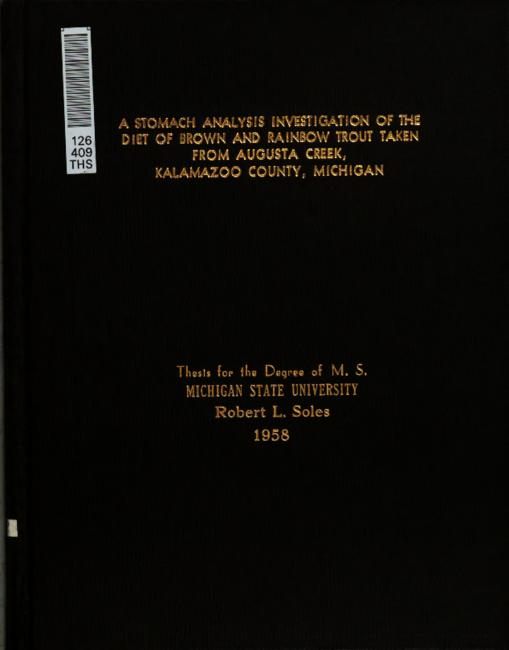 126
409
THS
A STOMACH ANALYSIS INVESTIGATION OF THE
DIET OF BROWN AND RAINBOW TROUT TAKEN
FROM AUGUSTA CREEK,
KALAMAZOO COUNTY, MICHIGAN
Thesis for the Degree of M. S.
MICHIGAN STATE UNIVERSITY
Robert L. Soles
1958